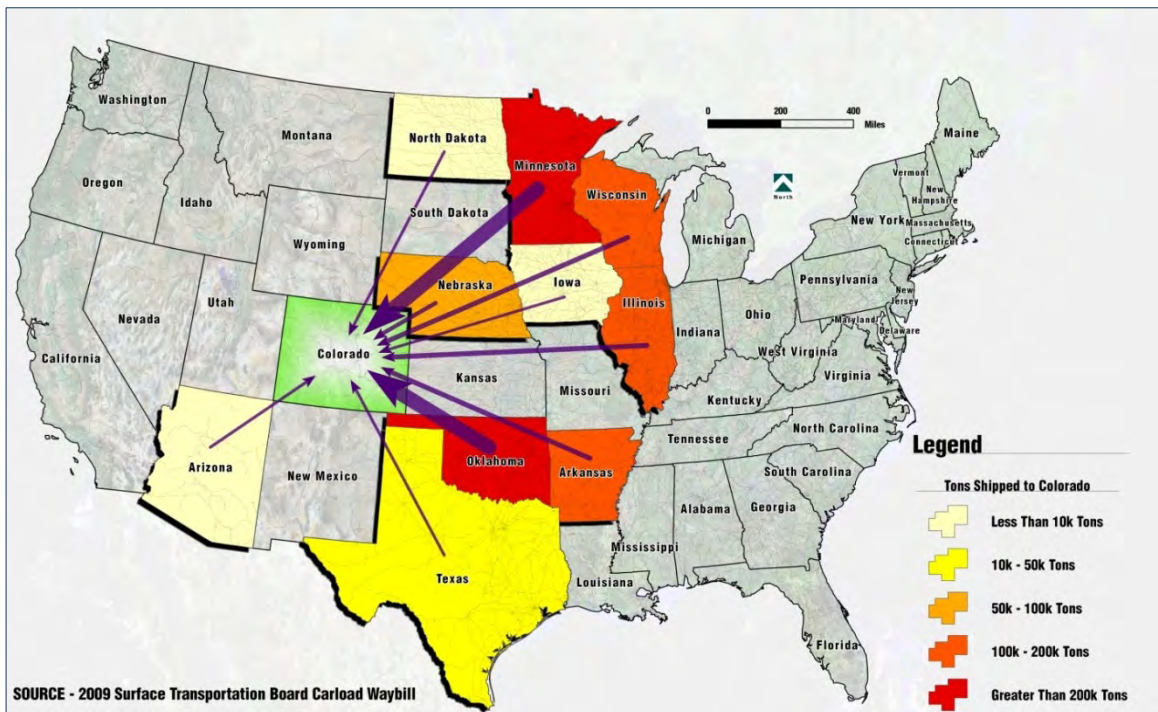 Washington
Montana
North Dakota
Minnesota
Oregon
Idaho
Wyoming
South Dakota
Wisconsin
Michigan
0 200 400
Miles
North
Maine
Vermont
New
Hampshire
New York
Massachusetts
Connecticut
Nebraska
Iowa
Illinois
Indiana
Ohio
Pennsylvania
New
Jersey
Maryland
Delaware
Nevada
Utah
California
Colorado
Kansas
Missouri
West Virginia
Virginia
Kentucky
North Carolina
Tennessee
Arizona
New Mexico
Oklahoma
Arkansas
South Carolina
Mississippi
Alabama
Georgia
Texas
Louisiana
Florida
Legend
Tons Shipped to Colorado
Less Than 10k Tons
10k - 50k Tons
50k - 100k Tons
100k - 200k Tons
Greater Than 200k Tons
SOURCE - 2009 Surface Transportation Board Carload Waybill